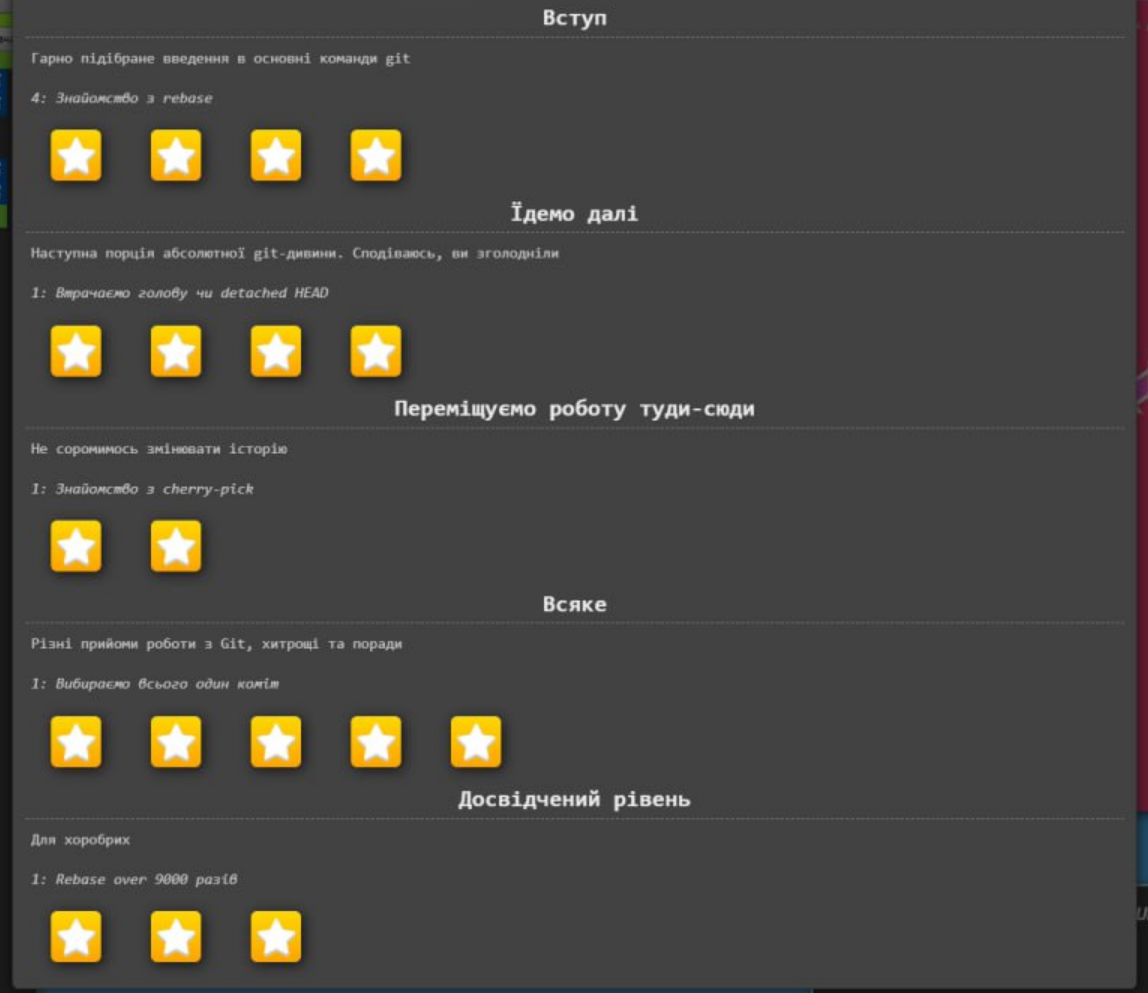 Вступ
Гарно підібране введення в основні команди git
4: Знайомство з rebase
Їдемо далі
Наступна порція абсолютної git-дивини. Сподіваюсь, ви зголодніли
1: Втрачаємо голову чи detached HEAD
Переміщуємо роботу туди-сюди
Не соромимось змінювати історію
1: Знайомство з cherry-pick
Всяке
Різні прийоми роботи з Git, хитрощі та поради
1: Вибираємо всього один коміт
Досвідчений рівень
Для хоробрих
1: Rebase over 9000 разів